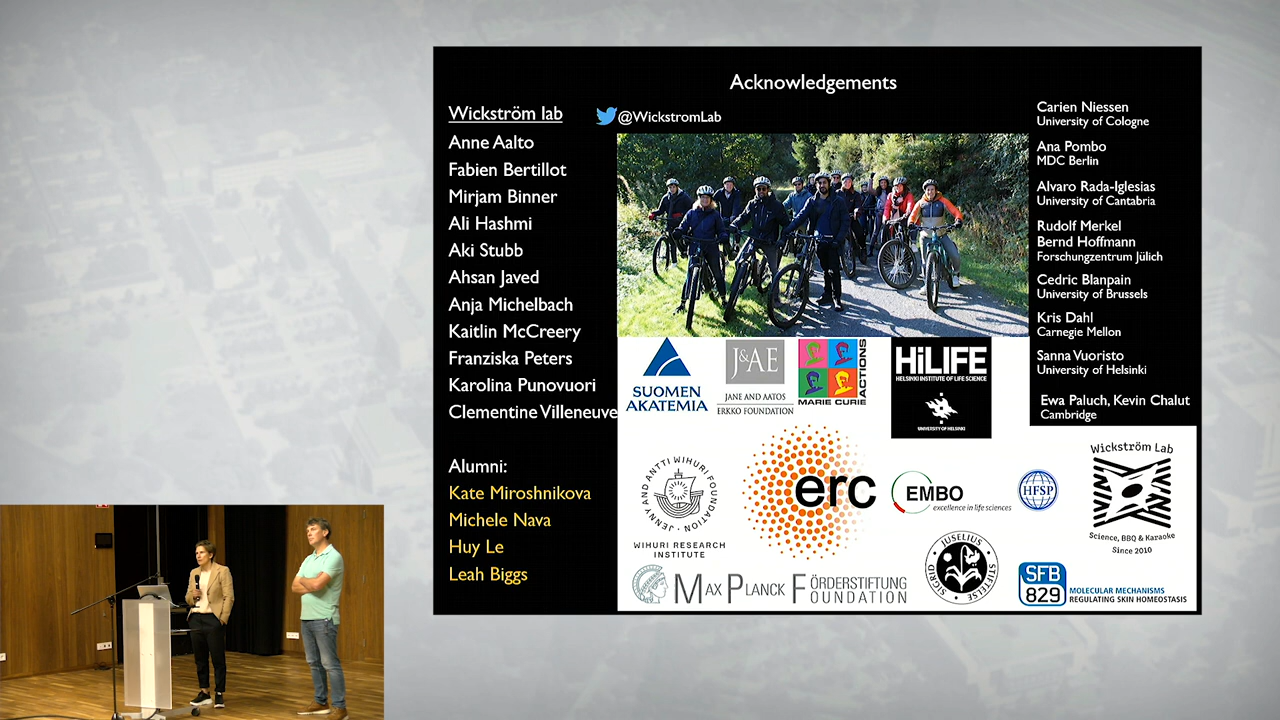 Acknowledgements
Wickström lab
@WickstromLab
Anne Aalto
Fabien Bertillot
Mirjam Binner
Ali Hashmi
Aki Stubb
Ahsan Javed
Anja Michelbach
Kaitlin McCreery
Franziska Peters
Karolina Punovuori
Clementine Villeneuve
Alumni:
Kate Miroshnikova
Michele Nava
Huy Le
Leah Biggs
Carien Niessen
University of Cologne
Ana Pombo
MDC Berlin
Alvaro Rada-Iglesias
University of Cantabria
Rudolf Merkel
Bernd Hoffmann
Forschungzentrum Jülich
Cedric Blanpain
University of Brussels
Kris Dahl
Carnegie Mellon
Sanna Vuoristo
University of Helsinki
Ewa Paluch, Kevin Chalut
Cambridge
SUOMEN
AKATEMIA
J&AE
JANE AND AATOS
ERKKO FOUNDATION
MARIE CURIE
ACTIONS
HiLIFE
HELSINKI INSTITUTE OF LIFE SCIENCE
UNIVERSITY OF HELSINKI
JENNY AND ANTTI WIHURI FOUNDATION
WIHURI RESEARCH
INSTITUTE
erc
EMBO
excellence in life sciences
HFSP
Wickström Lab
Science, BBQ & Karaoke
Since 2010
MAX PLANCK FÖRDERSTIFTUNG
FOUNDATION
SIGRID JUSELIUS STIFTELSE
SFB
829
MOLECULAR MECHANISMS
REGULATING SKIN HOMEOSTASIS